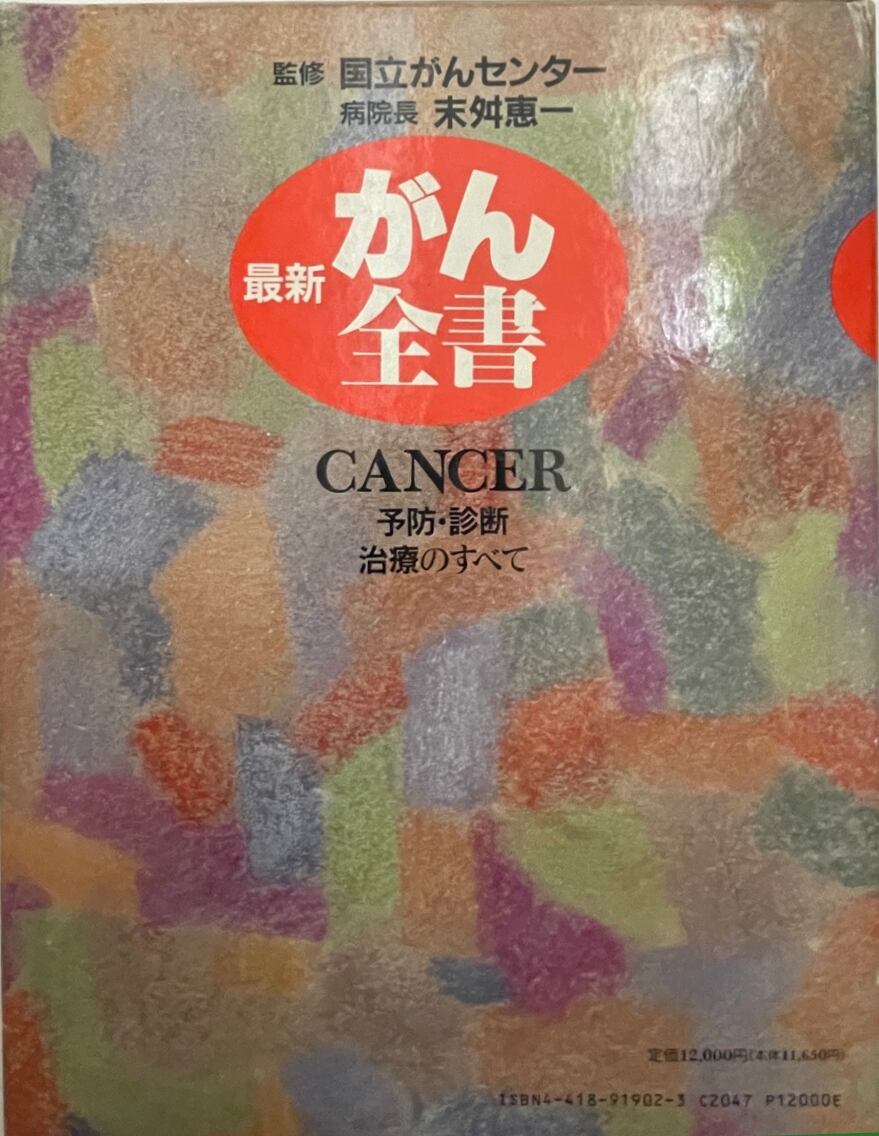 監修 国立がんセンター
病院長 末舛恵一
最新 がん
全書
CANCER
予防・診断
治療のすべて
定価12,000円(本体11,650円)
ISBN4-418-91902-3 C2047 P12000E